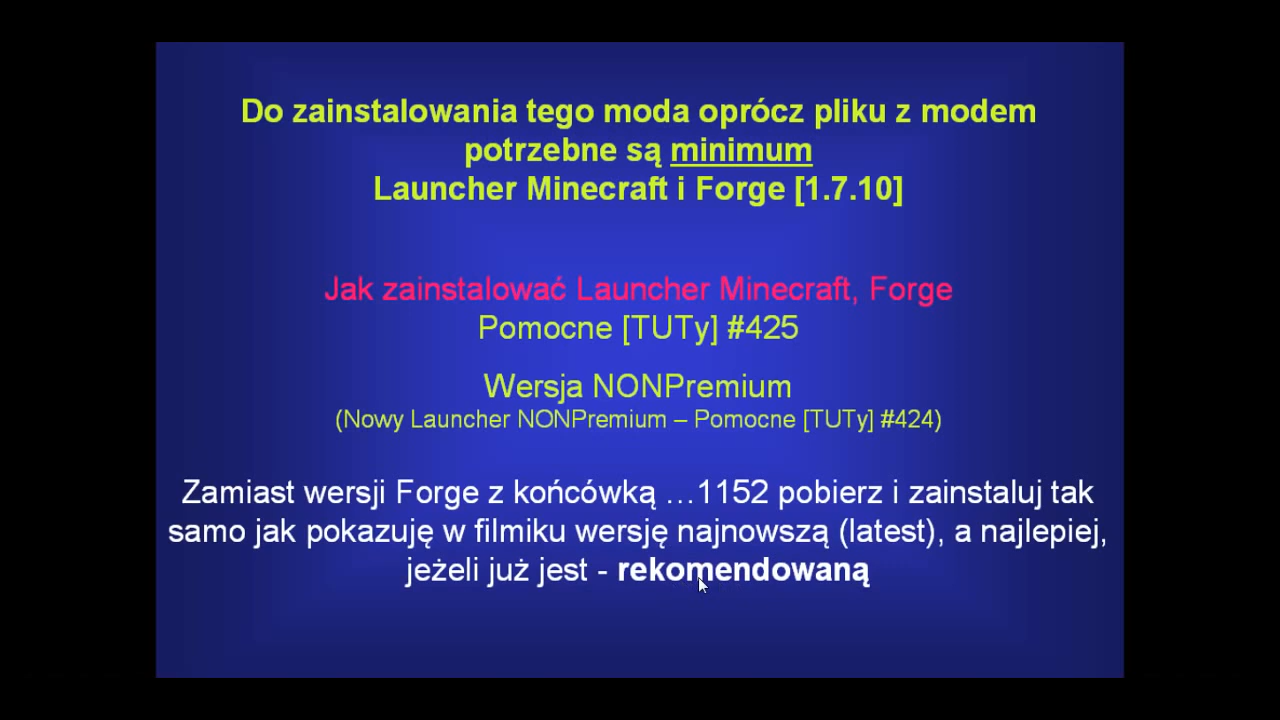 Do zainstalowania tego moda oprócz pliku z modem
potrzebne są minimum
Launcher Minecraft i Forge [1.7.10]
Jak zainstalować Launcher Minecraft, Forge
Pomocne [TUTy] #425
Wersja NONPremium
(Nowy Launcher NONPremium – Pomocne [TUTy] #424)
Zamiast wersji Forge z końcówką …1152 pobierz i zainstaluj tak
samo jak pokazuję w filmiku wersję najnowszą (latest), a najlepiej,
jeżeli już jest - rekomendowaną